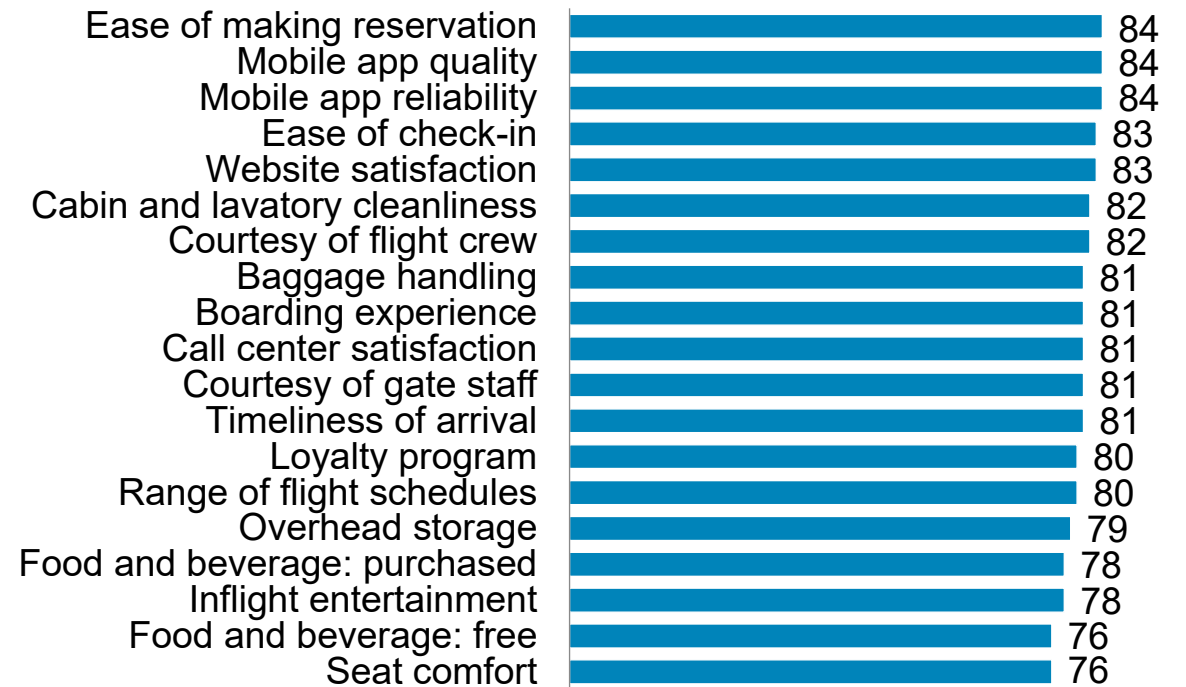 Ease of making reservation 84
Mobile app quality 84
Mobile app reliability 84
Ease of check-in 83
Website satisfaction 83
Cabin and lavatory cleanliness 82
Courtesy of flight crew 82
Baggage handling 81
Boarding experience 81
Call center satisfaction 81
Courtesy of gate staff 81
Timeliness of arrival 81
Loyalty program 80
Range of flight schedules 80
Overhead storage 79
Food and beverage: purchased 78
Inflight entertainment 78
Food and beverage: free 76
Seat comfort 76